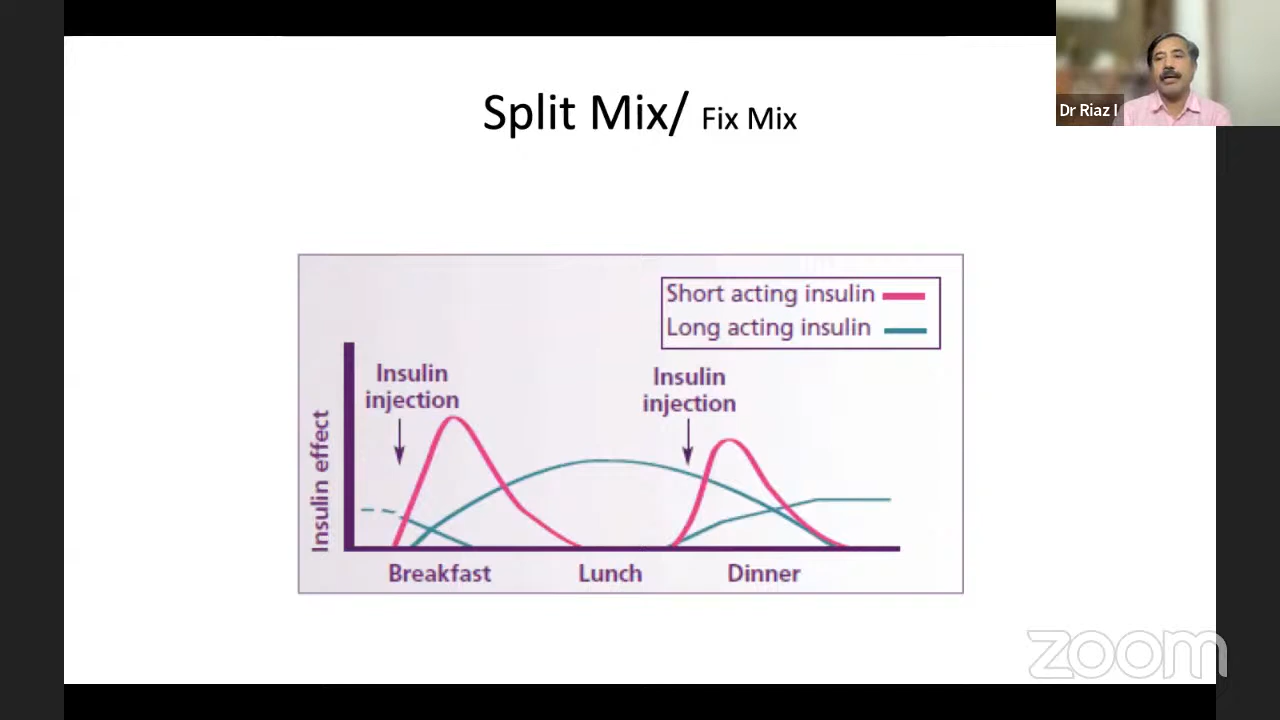 Split Mix/ Fix Mix
Dr Riaz I
Short acting insulin
Long acting insulin
Insulin
injection
Insulin
injection
Insulin effect
Breakfast
Lunch
Dinner
zoom